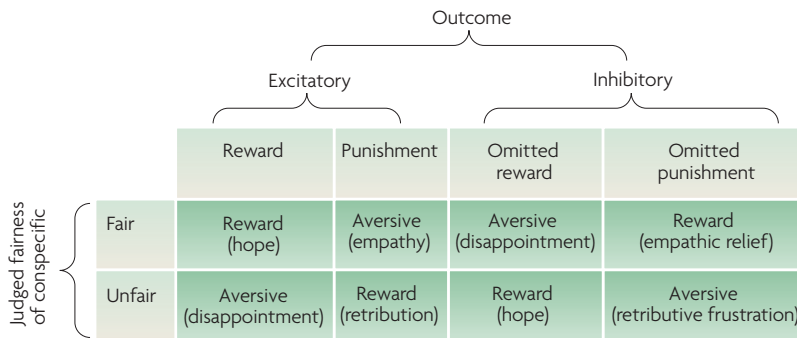 Outcome
Excitatory
Inhibitory
Reward
Punishment
Omitted
reward
Omitted
punishment
Judged fairness
of conspecific
Fair
Reward
(hope)
Aversive
(empathy)
Aversive
(disappointment)
Reward
(empathic relief)
Unfair
Aversive
(disappointment)
Reward
(retribution)
Reward
(hope)
Aversive
(retributive frustration)